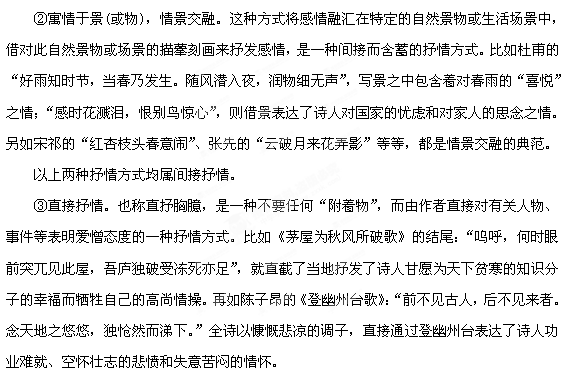 ②寓情于景(或物)，情景交融。这种方式将感情融汇在特定的自然景物或生活场景中，
借对此自然景物或场景的描摹刻画来抒发感情，是一种间接而含蓄的抒情方式。比如杜甫的
“好雨知时节，当春乃发生。随风潜入夜，润物细无声”，写景之中包含着对春雨的“喜悦”
之情；“感时花溅泪，恨别鸟惊心”，则借景表达了诗人对国家的忧虑和对家人的思念之情。
另如宋祁的“红杏枝头春意闹”、张先的“云破月来花弄影”等等，都是情景交融的典范。
以上两种抒情方式均属间接抒情。
③直接抒情。也称直抒胸臆，是一种不要任何“附着物”，而由作者直接对有关人物、
事件等表明爱憎态度的一种抒情方式。比如《茅屋为秋风所破歌》的结尾：“呜呼，何时眼
前突兀见此屋，吾庐独破受冻死亦足”，就直截了当地抒发了诗人甘愿为天下贫寒的知识分
子的幸福而牺牲自己的高尚情操。再如陈子昂的《登幽州台歌》：“前不见古人，后不见来者。
念天地之悠悠，独怆然而涕下。”全诗以慷慨悲凉的调子，直接通过登幽州台表达了诗人功
业难就、空怀壮志的悲愤和失意苦闷的情怀。